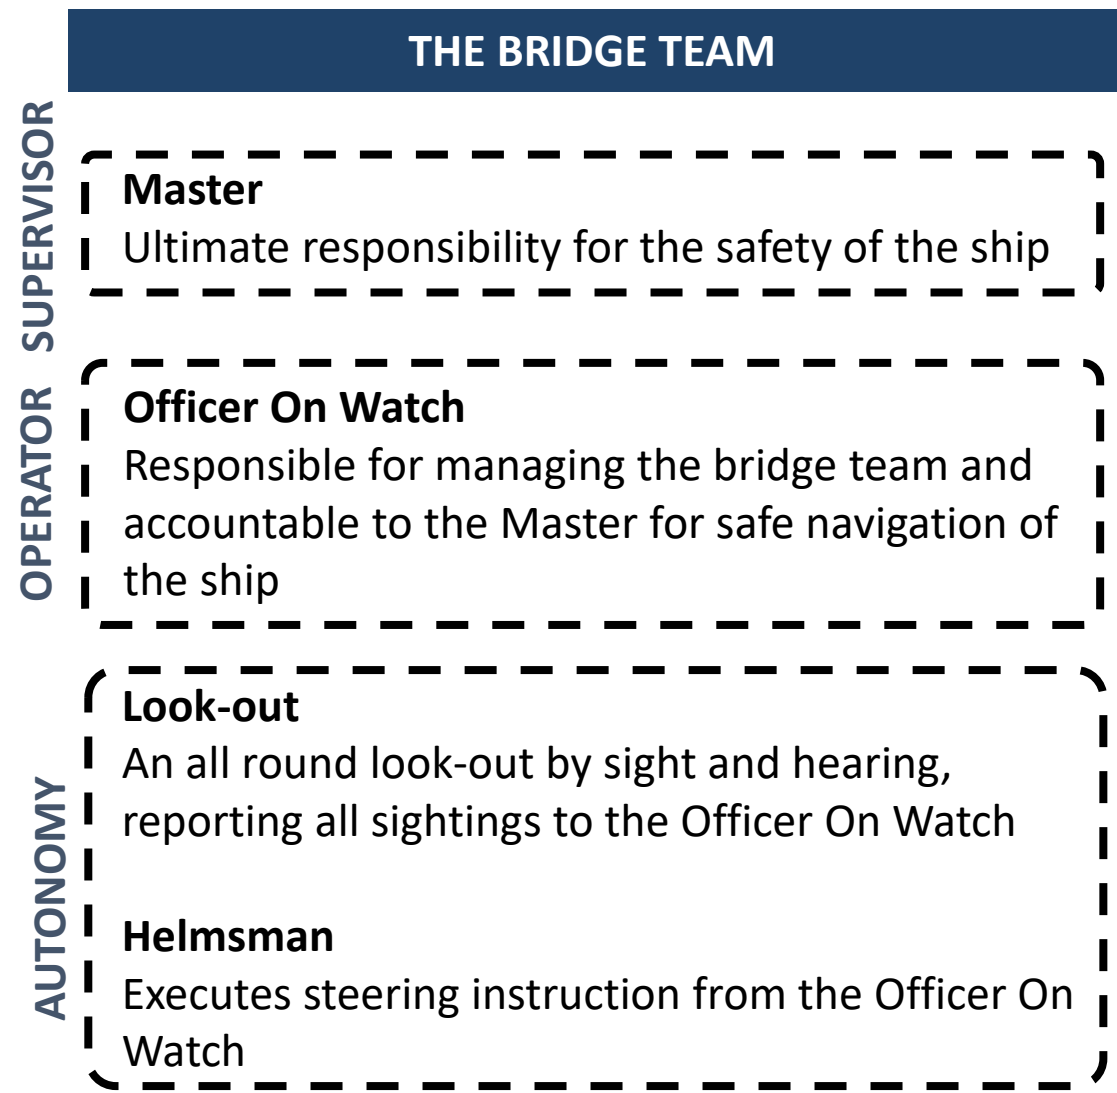 THE BRIDGE TEAM
SUPERVISOR
Master
Ultimate responsibility for the safety of the ship
OPERATOR
Officer On Watch
Responsible for managing the bridge team and
accountable to the Master for safe navigation of
the ship
AUTONOMY
Look-out
An all round look-out by sight and hearing,
reporting all sightings to the Officer On Watch
Helmsman
Executes steering instruction from the Officer On
Watch